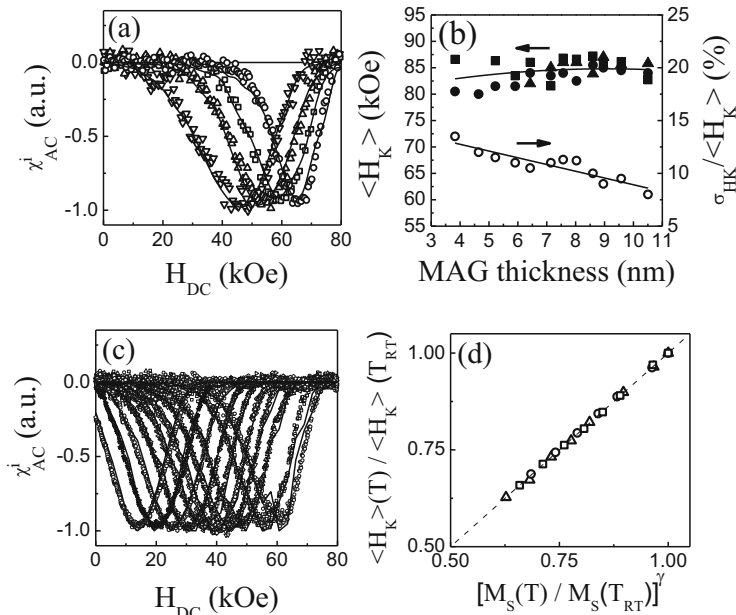 (a)
0.0
-0.5
-1.0
χ^i_AC (a.u.)
0 20 40 60 80
H_DC (kOe)
(b)
95
90
85
80
75
70
65
60
55
<H_K> (kOe)
25
20
15
10
5
σ_HK/<H_K> (%)
3 4 5 6 7 8 9 10 11
MAG thickness (nm)
(c)
0.0
-0.5
-1.0
χ^i_AC (a.u.)
0 20 40 60 80
H_DC (kOe)
(d)
1.00
0.75
0.50
<H_K>(T) / <H_K> (T_RT)
0.50 0.75 1.00
[M_S(T) / M_S(T_RT)]^γ